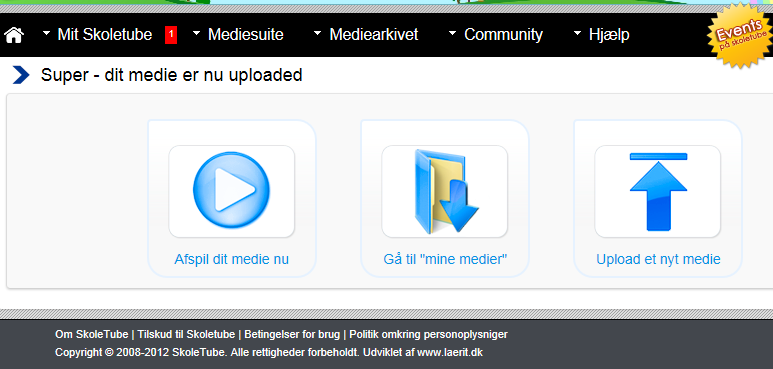 Mit Skoletube 1 Mediesuite Mediearkivet Community Hjælp
Events
på skoletube
Super - dit medie er nu uploaded
Afspil dit medie nu
Gå til "mine medier"
Upload et nyt medie
Om SkoleTube | Tilskud til Skoletube | Betingelser for brug | Politik omkring personoplysniger
Copyright © 2008-2012 SkoleTube. Alle rettigheder forbeholdt. Udviklet af www.laerit.dk